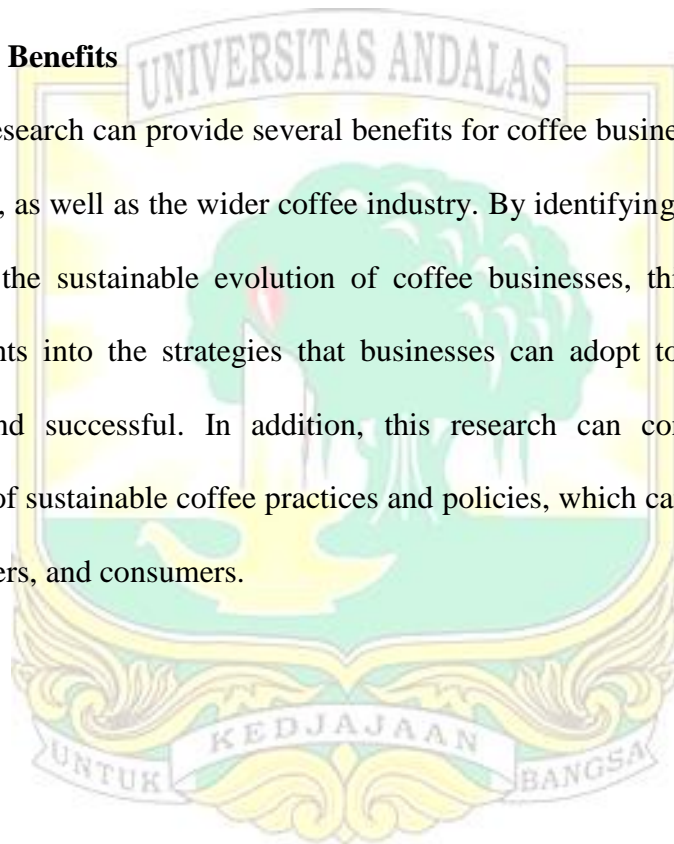 Benefits
UNIVERSITAS ANDALAS
esearch can provide several benefits for coffee busine
, as well as the wider coffee industry. By identifying
the sustainable evolution of coffee businesses, th
nts into the strategies that businesses can adopt to
nd successful. In addition, this research can co
of sustainable coffee practices and policies, which ca
ers, and consumers.
UNTUK KEDJAJAAN BANGSA